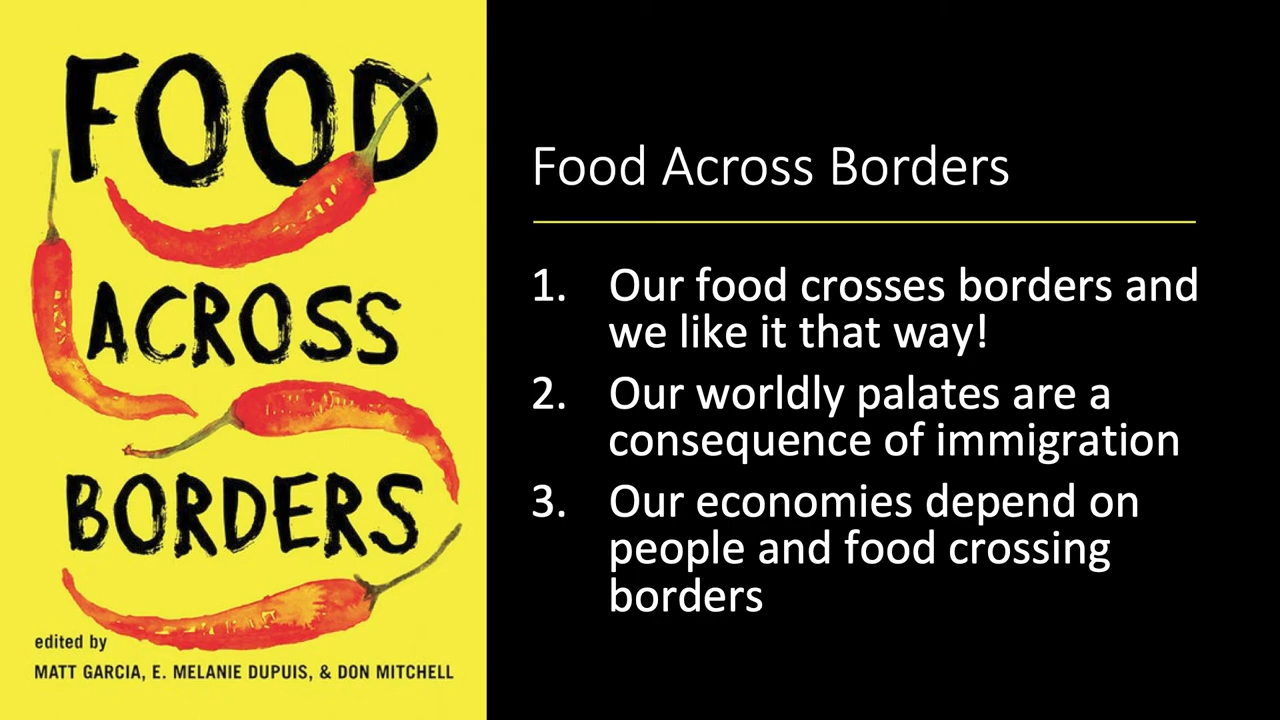 FOOD
ACROSS
BORDERS
edited by
MATT GARCIA, E. MELANIE DUPUIS, & DON MITCHELL
Food Across Borders
1. Our food crosses borders and
we like it that way!
2. Our worldly palates are a
consequence of immigration
3. Our economies depend on
people and food crossing
borders